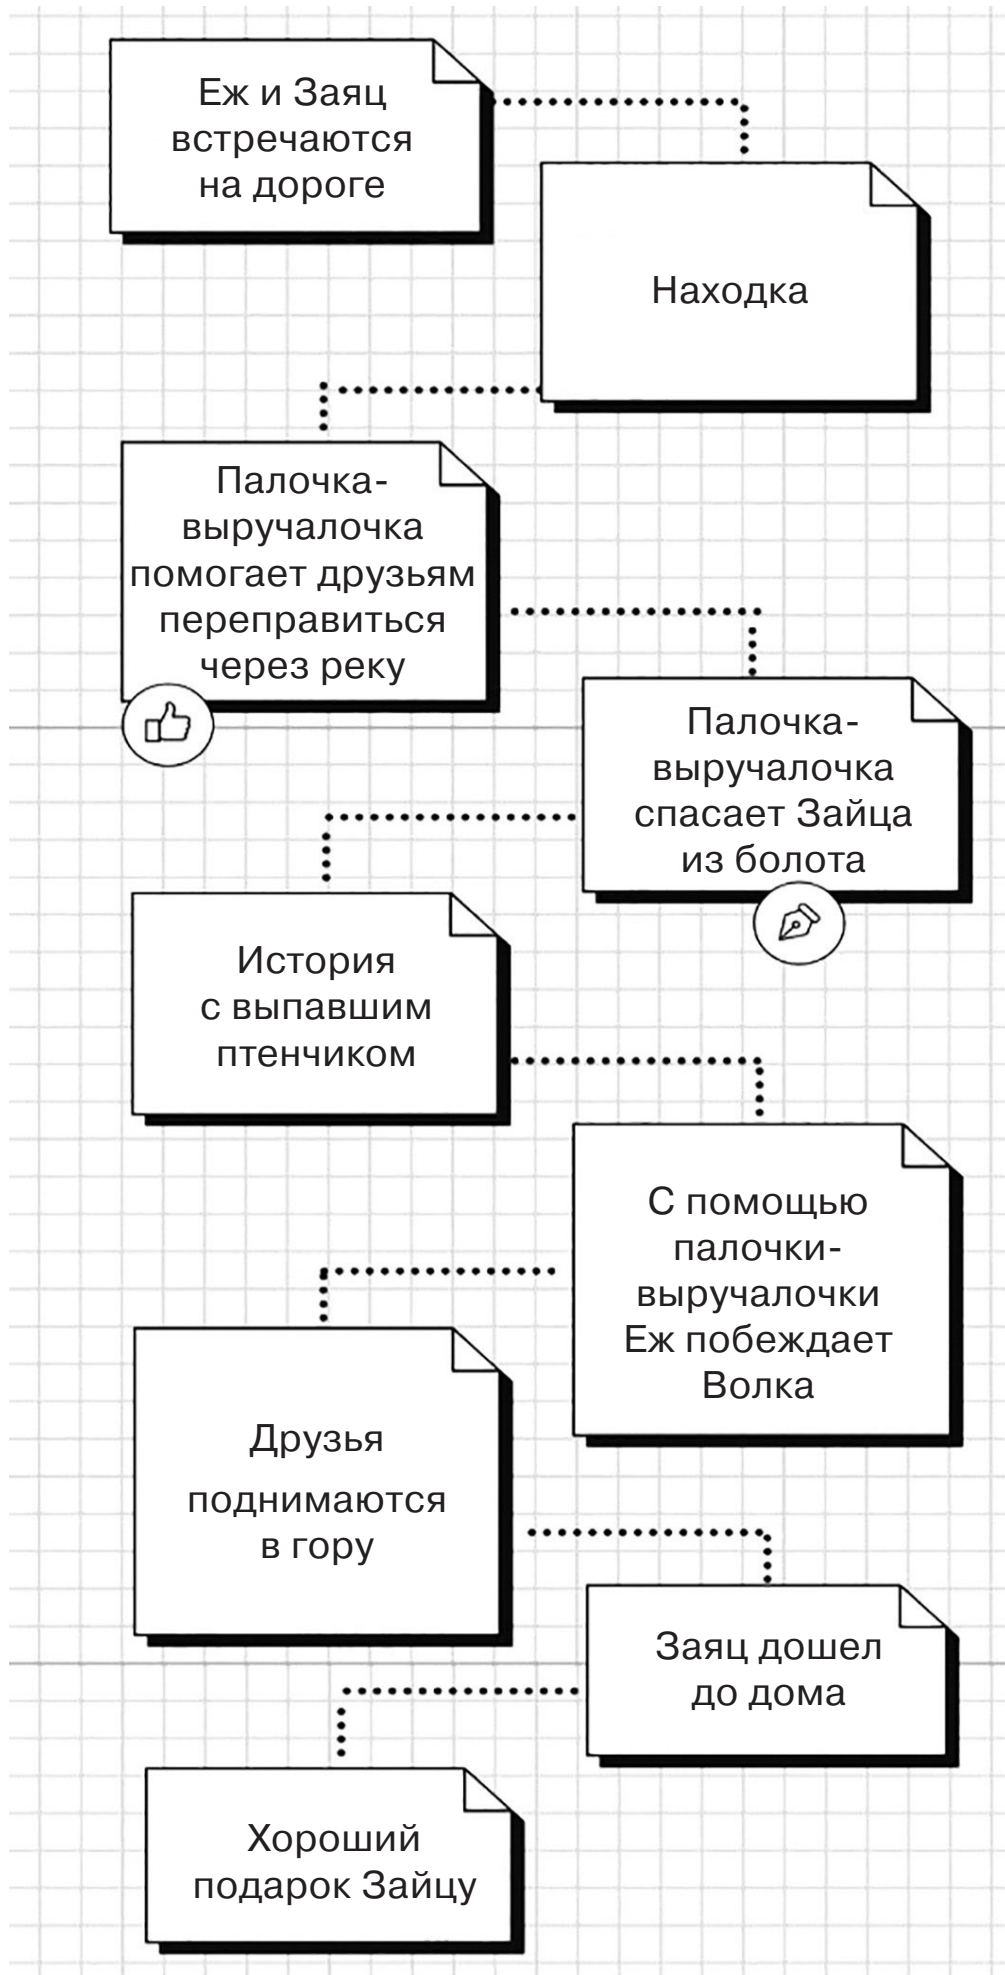 Еж и Заяц
встречаются
на дороге
Находка
Палочка-
выручалочка
помогает друзьям
переправиться
через реку
Палочка-
выручалочка
спасает Зайца
из болота
История
с выпавшим
птенчиком
С помощью
палочки-
выручалочки
Еж побеждает
Волка
Друзья
поднимаются
в гору
Заяц дошел
до дома
Хороший
подарок Зайцу